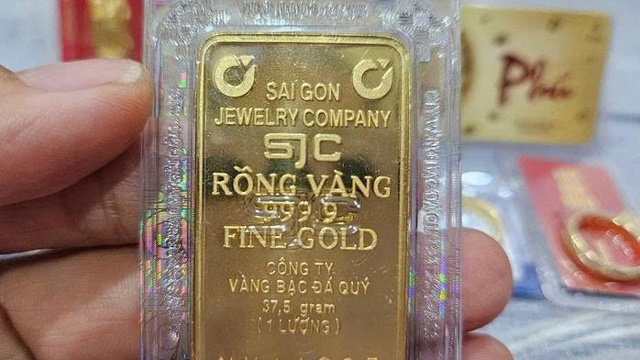 SAI GON
JEWELRY COMPANY
SJC
RỒNG VÀNG
999.9
FINE GOLD
CÔNG TY
VÀNG BẠC ĐÁ QUÝ
37,5 gram
(1 LƯỢNG)
Phú